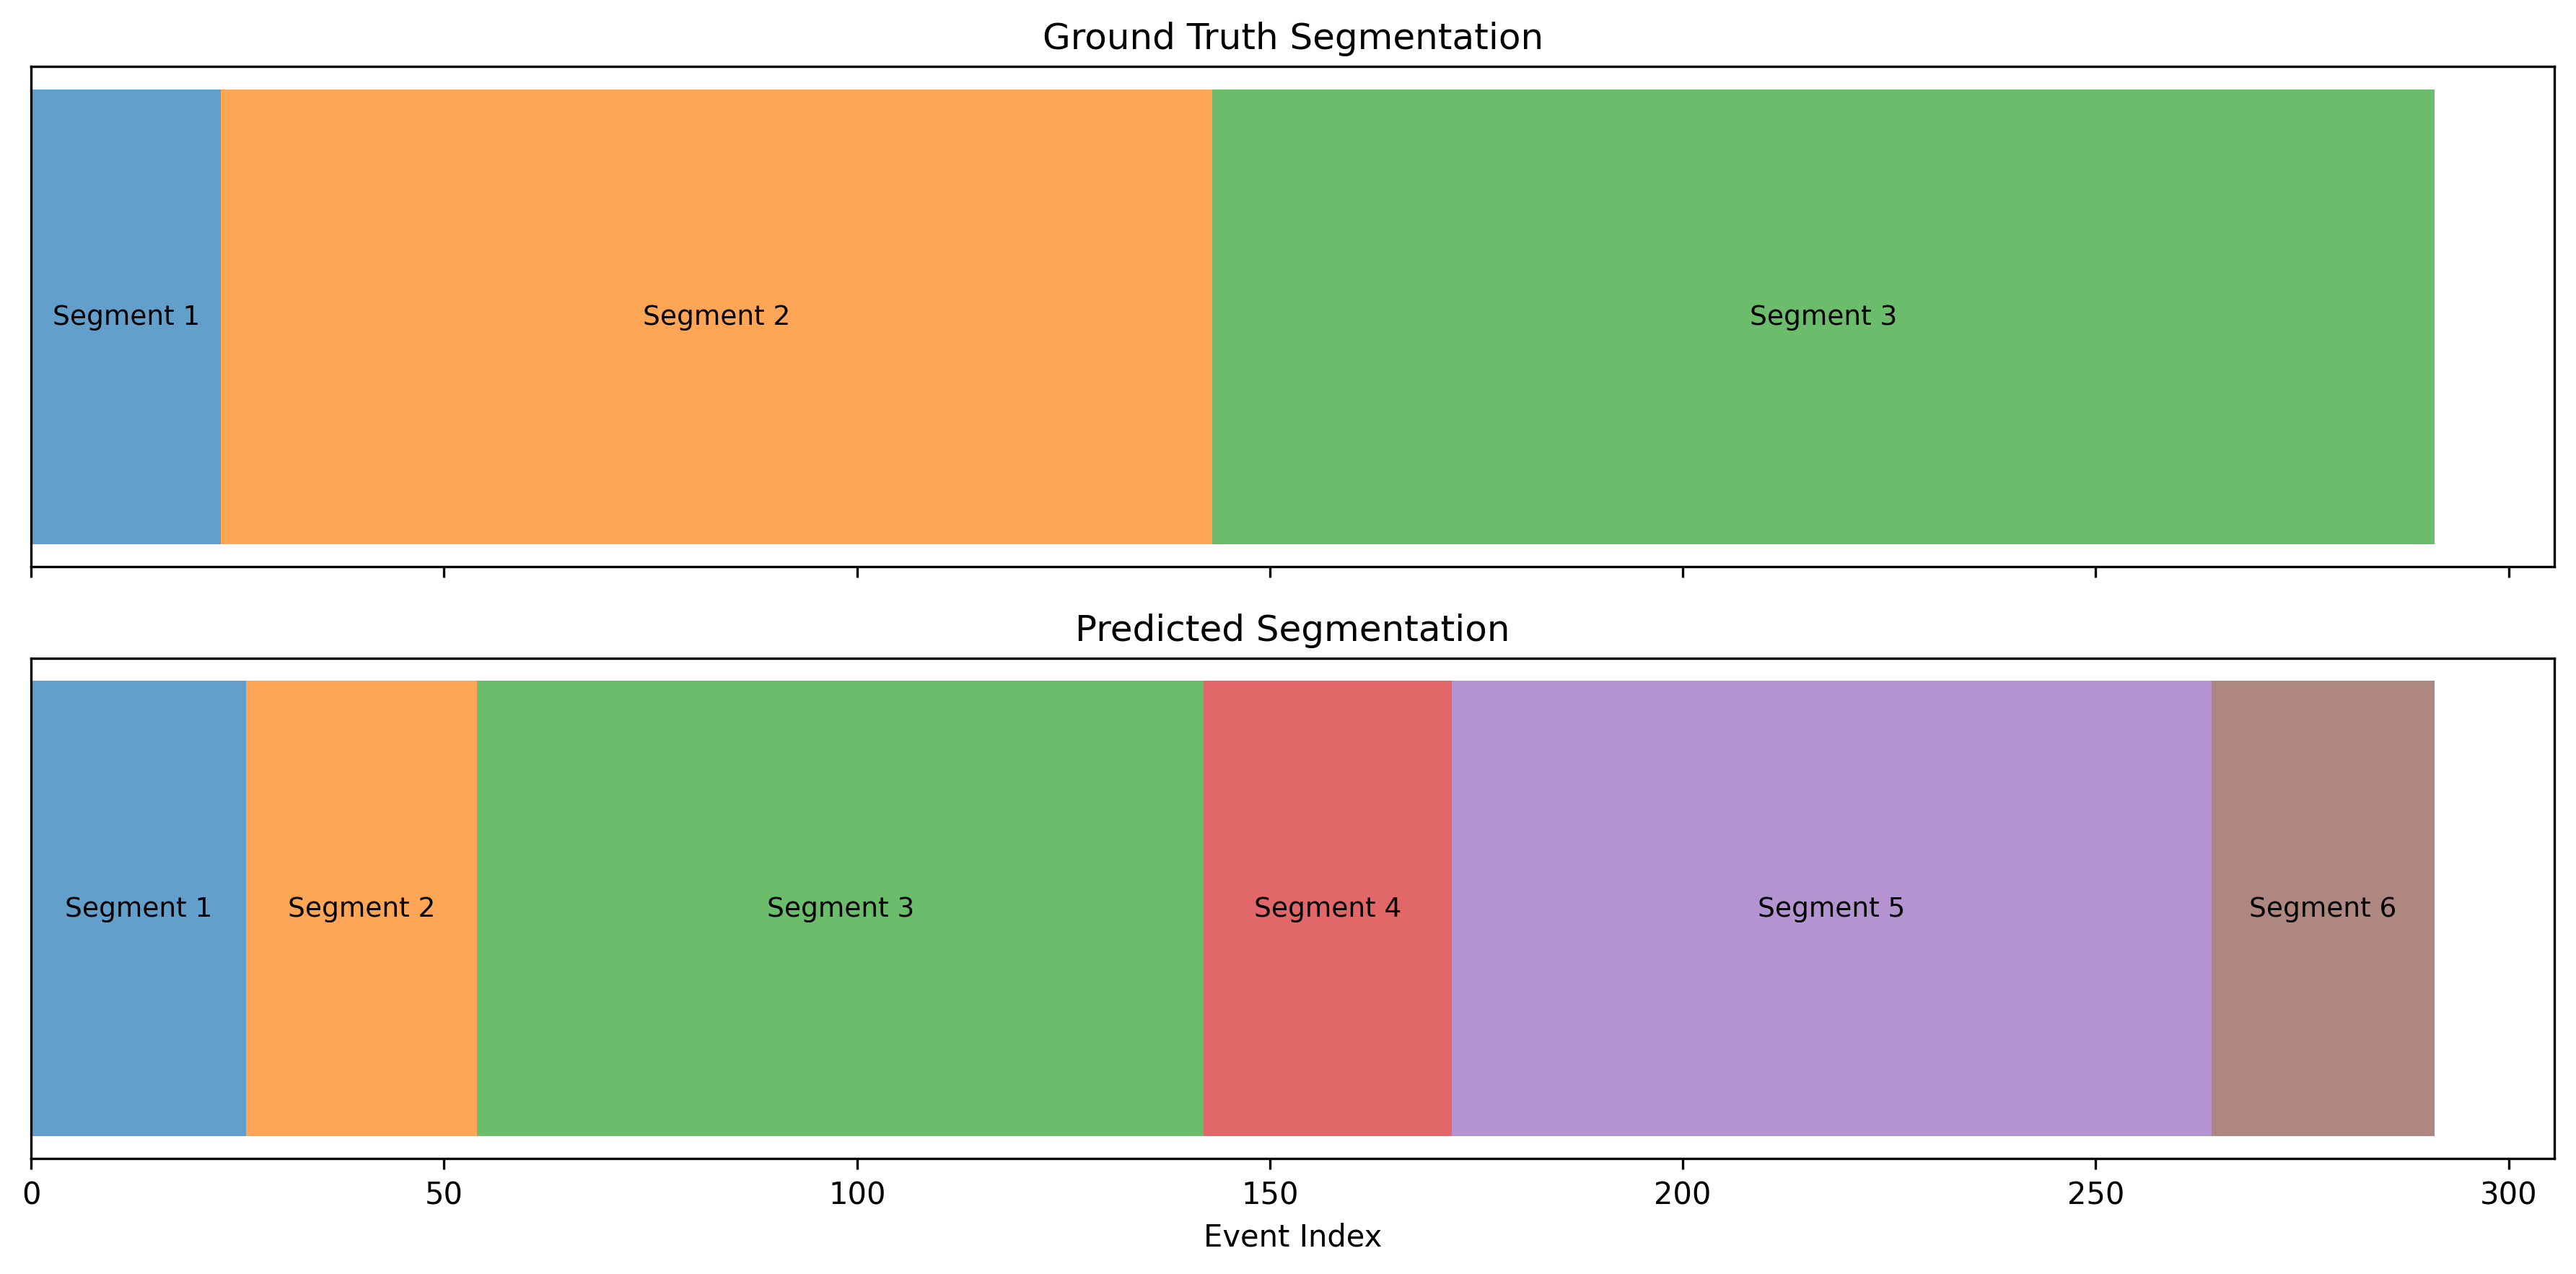 Ground Truth Segmentation
Segment 1 Segment 2 Segment 3
Predicted Segmentation
Segment 1 Segment 2 Segment 3 Segment 4 Segment 5 Segment 6
0 50 100 150 200 250 300
Event Index